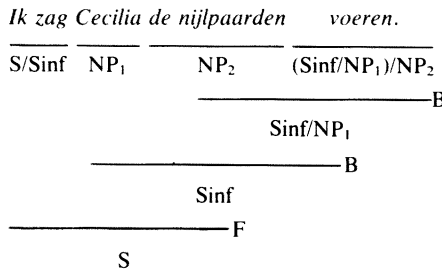 Ik zag Cecilia de nijlpaarden voeren.
S/Sinf NP₁ NP₂ (Sinf/NP₁)/NP₂
B
Sinf/NP₁
B
Sinf
F
S